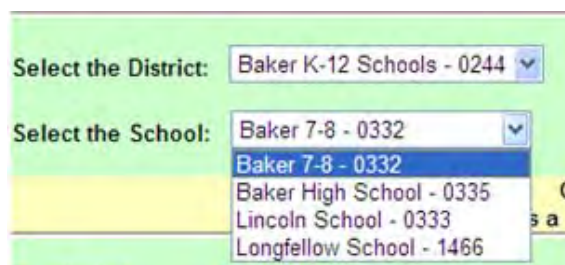 Select the District: Baker K-12 Schools - 0244
Select the School: Baker 7-8 - 0332
Baker 7-8 - 0332
Baker High School - 0335
Lincoln School - 0333
s a
Longfellow School - 1466